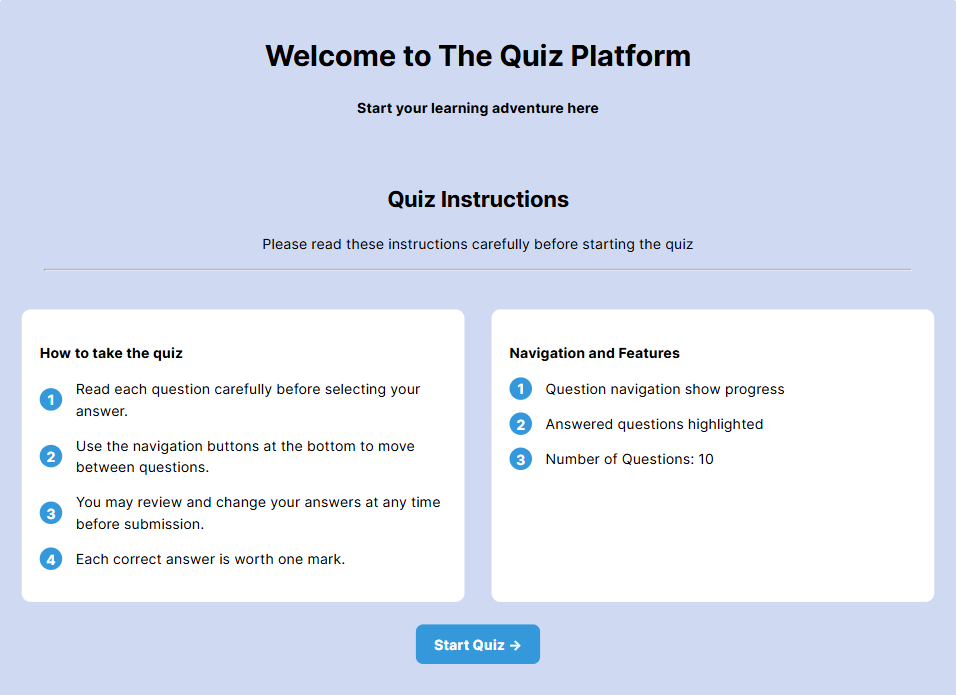 Welcome to The Quiz Platform
Start your learning adventure here
Quiz Instructions
Please read these instructions carefully before starting the quiz
How to take the quiz
1 Read each question carefully before selecting your
answer.
2 Use the navigation buttons at the bottom to move
between questions.
3 You may review and change your answers at any time
before submission.
4 Each correct answer is worth one mark.
Navigation and Features
1 Question navigation show progress
2 Answered questions highlighted
3 Number of Questions: 10
Start Quiz →